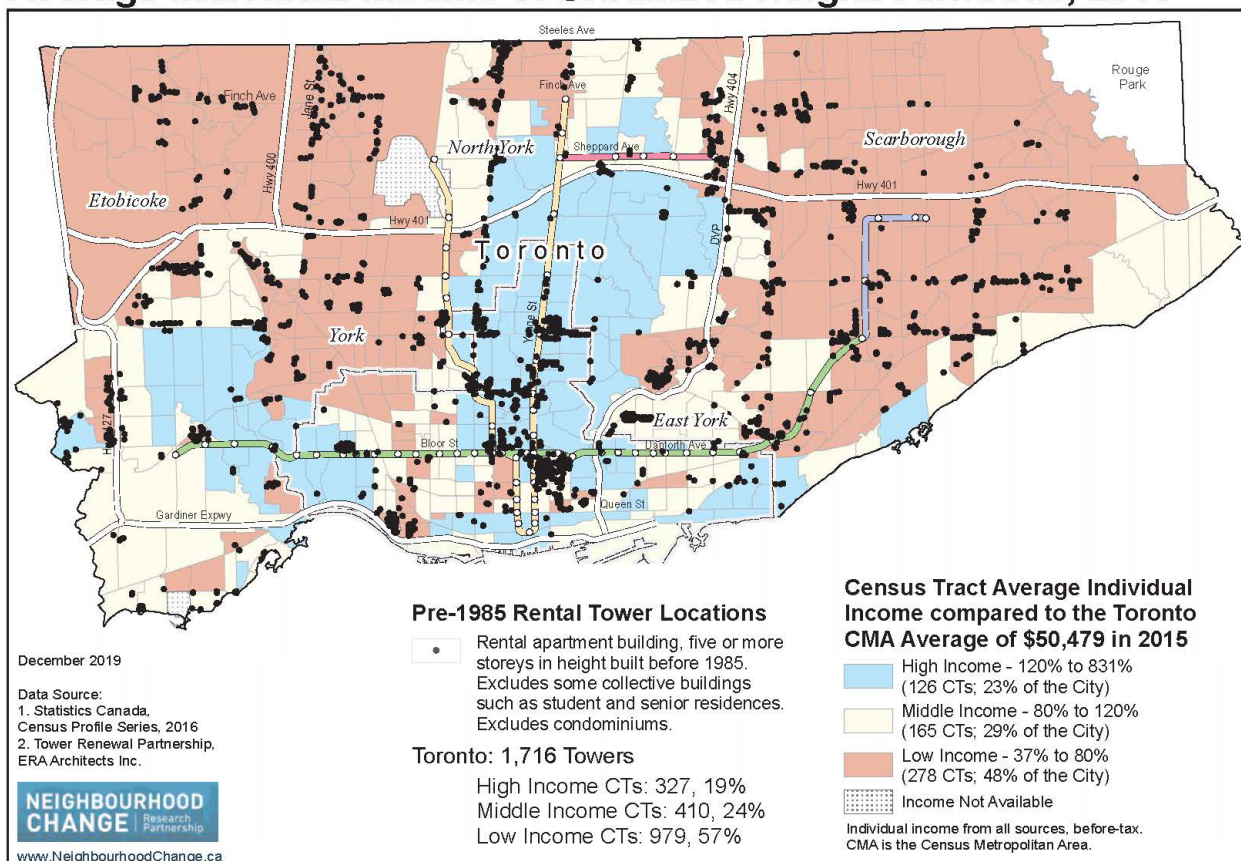 Steeles Ave
Rouge
Park
Finch Ave
Finch Ave
Jane St
Hwy 404
North York
Scarborough
Sheppard Ave
Hwy 400
Etobicoke
Hwy 401
Hwy 401
Toronto
DVP
Yonge St
York
East York
Bloor St
Danforth Ave
Queen St
Gardiner Expwy
Pre-1985 Rental Tower Locations
Rental apartment building, five or more
storeys in height built before 1985.
Excludes some collective buildings
such as student and senior residences.
Excludes condominiums.
Toronto: 1,716 Towers
High Income CTs: 327, 19%
Middle Income CTs: 410, 24%
Low Income CTs: 979, 57%
Census Tract Average Individual
Income compared to the Toronto
CMA Average of $50,479 in 2015
High Income - 120% to 831%
(126 CTs; 23% of the City)
Middle Income - 80% to 120%
(165 CTs; 29% of the City)
Low Income - 37% to 80%
(278 CTs; 48% of the City)
Income Not Available
Individual income from all sources, before-tax.
CMA is the Census Metropolitan Area.
December 2019
Data Source:
1. Statistics Canada,
Census Profile Series, 2016
2. Tower Renewal Partnership,
ERA Architects Inc.
NEIGHBOURHOOD
CHANGE Research
Partnership
www.NeighbourhoodChange.ca